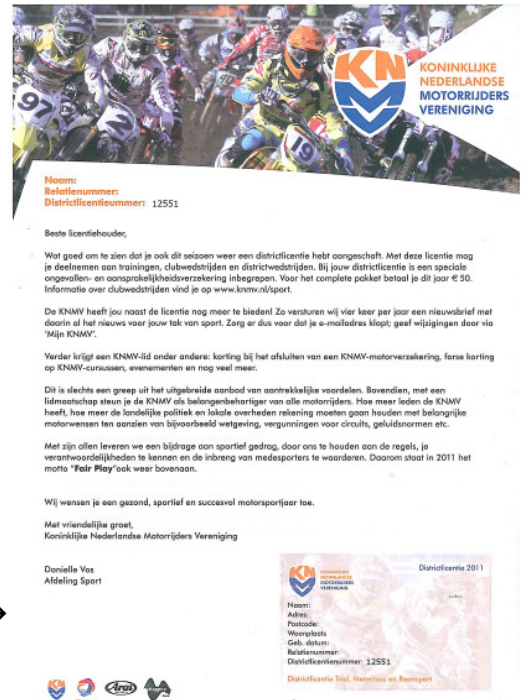 KN
M
KONINKLIJKE
NEDERLANDSE
MOTORRIJDERS
VERENIGING
97
2
19
Naam:
Relatienummer:
Districtlicentieummer: 12551
Beste licentiehouder,
Wat goed om te zien dat je ook dit seizoen weer een districtlicentie hebt aangeschaft. Met deze licentie mag
je deelnemen aan trainingen, clubwedstrijden en districtwedstrijden. Bij jouw districtlicentie is een speciale
ongevallen- en aansprakelijkheidsverzekering inbegrepen. Voor het complete pakket betaal je dit jaar € 50.
Informatie over clubwedstrijden vind je op www.knmv.nl/sport.
De KNMV heeft jou naast de licentie nog meer te bieden! Zo versturen wij vier keer per jaar een nieuwsbrief met
daarin al het nieuws voor jouw tak van sport. Zorg er dus voor dat je e-mailadres klopt; geef wijzigingen door via
'Mijn KNMV'.
Verder krijgt een KNMV-lid onder andere: korting bij het afsluiten van een KNMV-motorverzekering, forse korting
op KNMV-cursussen, evenementen en nog veel meer.
Dit is slechts een greep uit het uitgebreide aanbod van aantrekkelijke voordelen. Bovendien, met een
lidmaatschap steun je de KNMV als belangenbehartiger van alle motorrijders. Hoe meer leden de KNMV
heeft, hoe meer de landelijke politiek en lokale overheden rekening moeten gaan houden met belangrijke
motorwensen ten aanzien van bijvoorbeeld wetgeving, vergunningen voor circuits, geluidsnormen etc.
Met zijn allen leveren we een bijdrage aan sportief gedrag, door ons te houden aan de regels, je
verantwoordelijkheden te kennen en de inbreng van medesporters te waarderen. Daarom staat in 2011 het
motto "Fair Play"ook weer bovenaan.
Wij wensen je een gezond, sportief en succesvol motorsportjaar toe.
Met vriendelijke groet,
Koninklijke Nederlandse Motorrijders Vereniging
Danielle Vos
Afdeling Sport
KN
KONINKLIJKE
NEDERLANDSE
MOTORRIJDERS
VERENIGING
Districtlicentie 2011
Naam:
Adres:
Postcode:
Woonplaats
Geb. datum:
Relatienummer:
Districtlicentienummer: 12551
Districtlicentie Trial, Motorcross en Baansport
KN
Arai